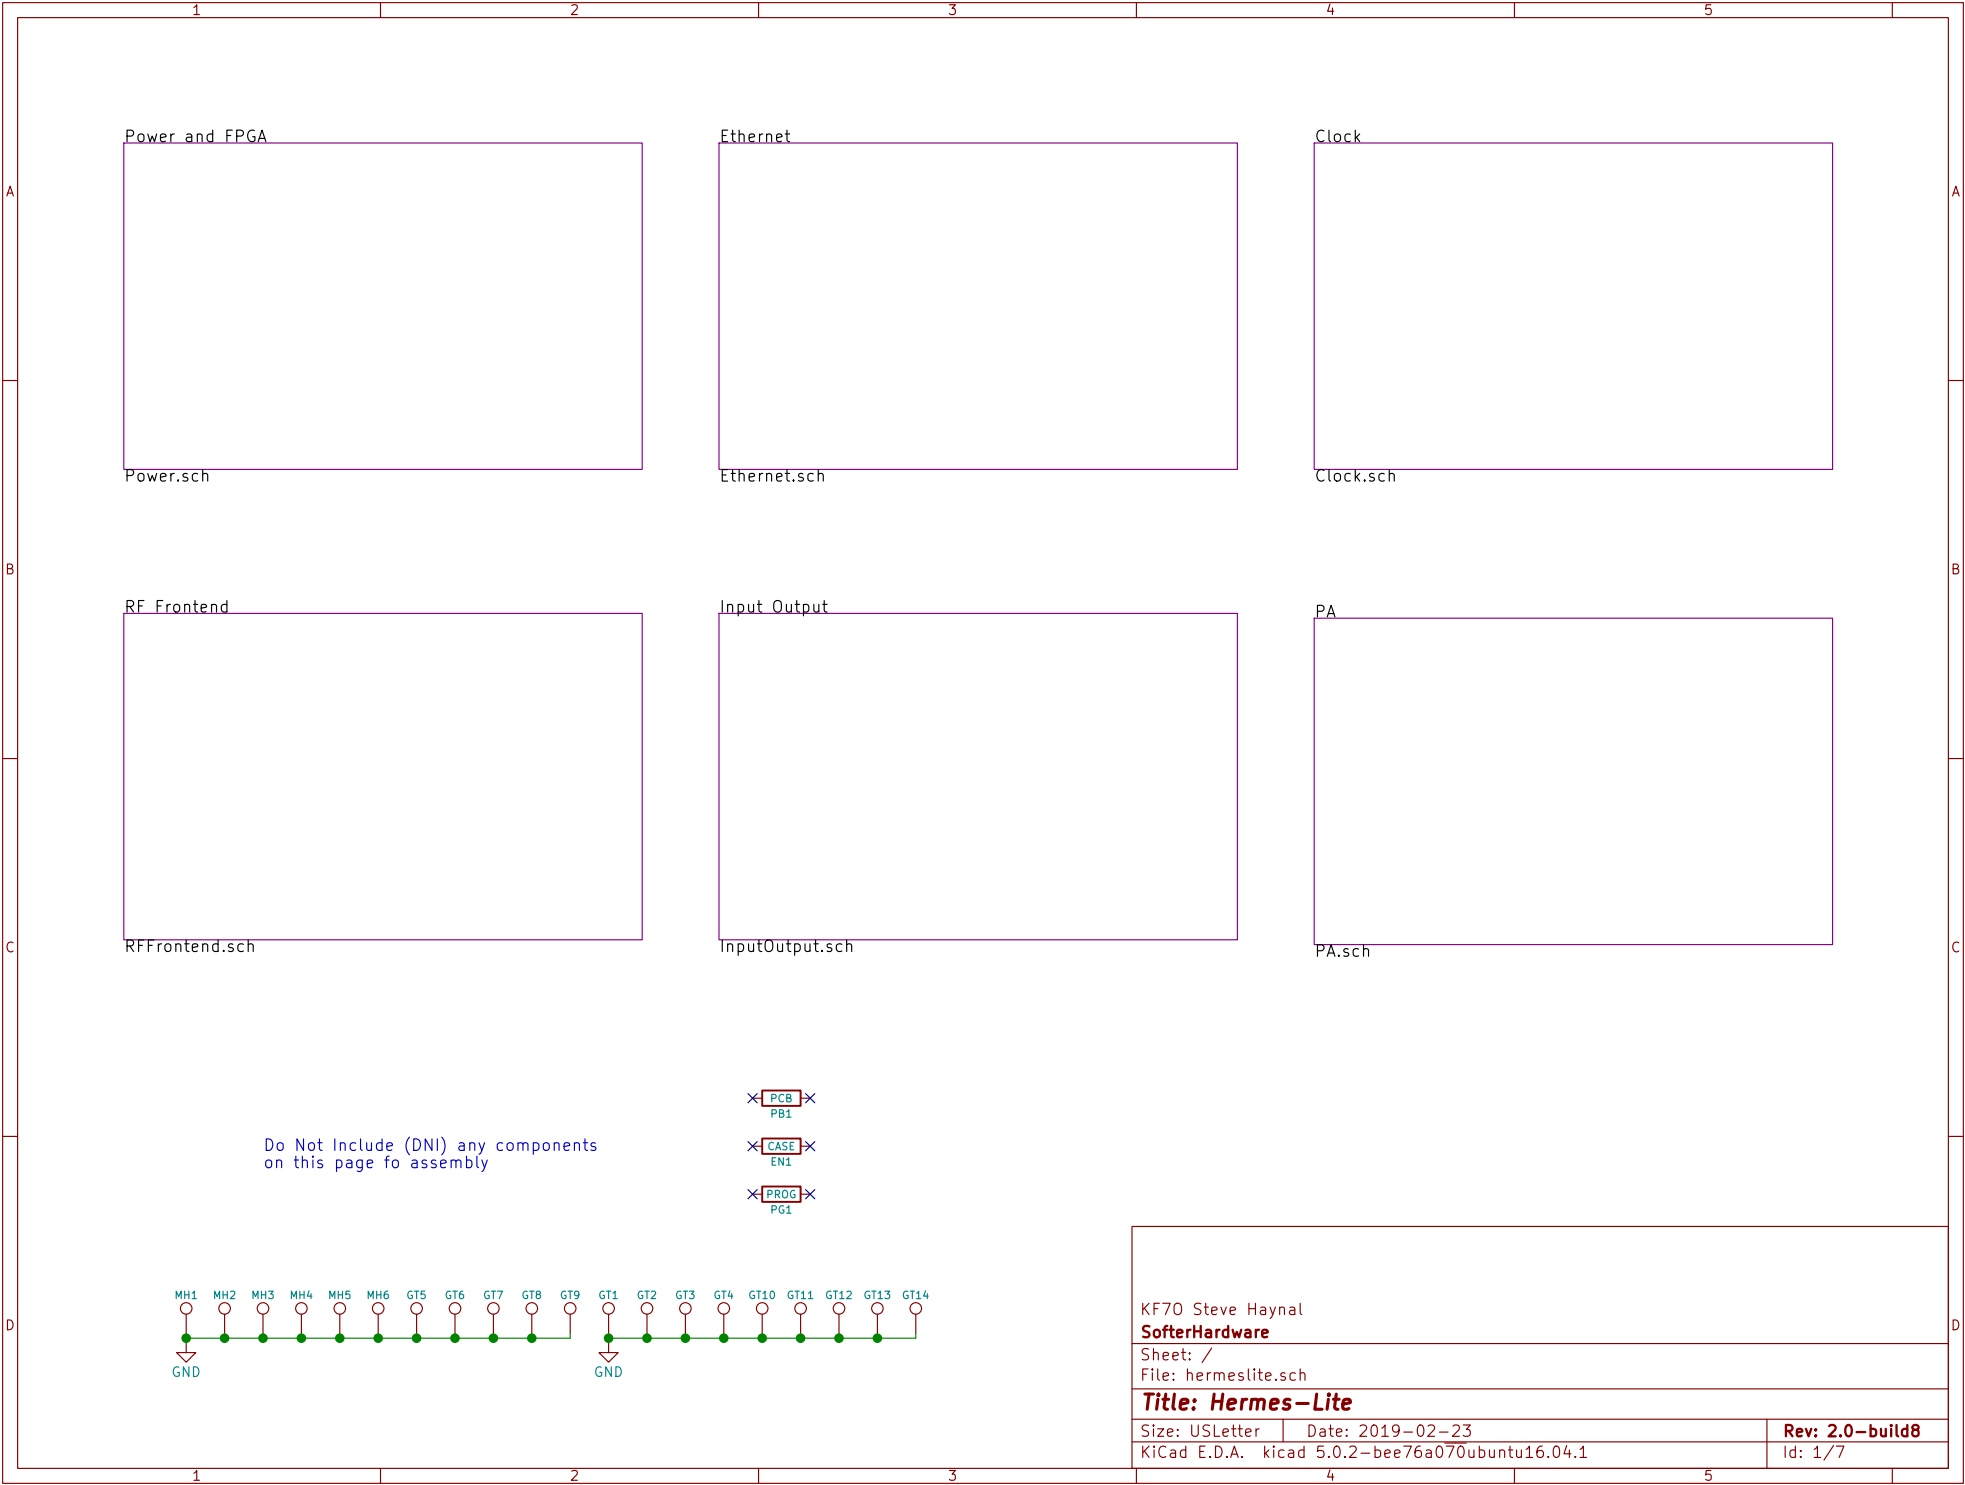 1 2 3 4 5
A A
Power and FPGA
Ethernet
Clock
Power.sch
Ethernet.sch
Clock.sch
B B
RF Frontend
Input Output
PA
RFFrontend.sch
InputOutput.sch
PA.sch
C C
PCB
PB1
Do Not Include (DNI) any components
on this page fo assembly
CASE
EN1
PROG
PG1
MH1 MH2 MH3 MH4 MH5 MH6 GT5 GT6 GT7 GT8 GT9 GT1 GT2 GT3 GT4 GT10 GT11 GT12 GT13 GT14
GND GND
D D
KF7O Steve Haynal
SofterHardware
Sheet: /
File: hermeslite.sch
Title: Hermes-Lite
Size: USLetter Date: 2019-02-23 Rev: 2.0-build8
KiCad E.D.A. kicad 5.0.2-bee76a070ubuntu16.04.1 Id: 1/7
1 2 3 4 5